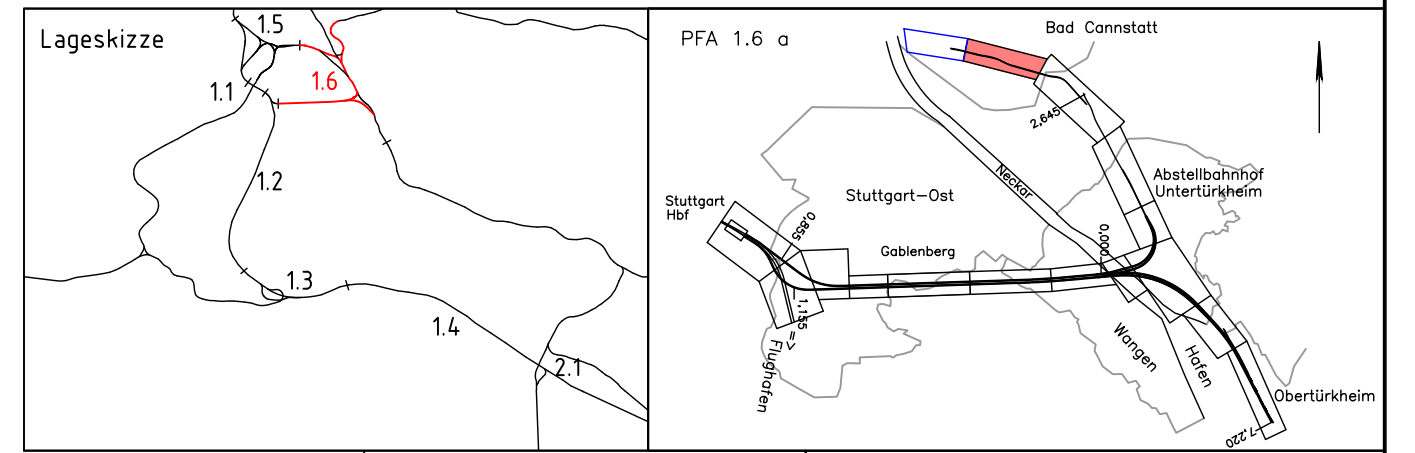 Lageskizze
1.5
1.6
1.1
1.2
1.3
1.4
2.1
PFA 1.6 a
Bad Cannstatt
2,645
Neckar
Abstellbahnhof
Untertürkheim
Stuttgart-Ost
Stuttgart
Hbf
0,855
Gablenberg
0,000
1,155
=>
Flughafen
Wangen
Hafen
Obertürkheim
7,220